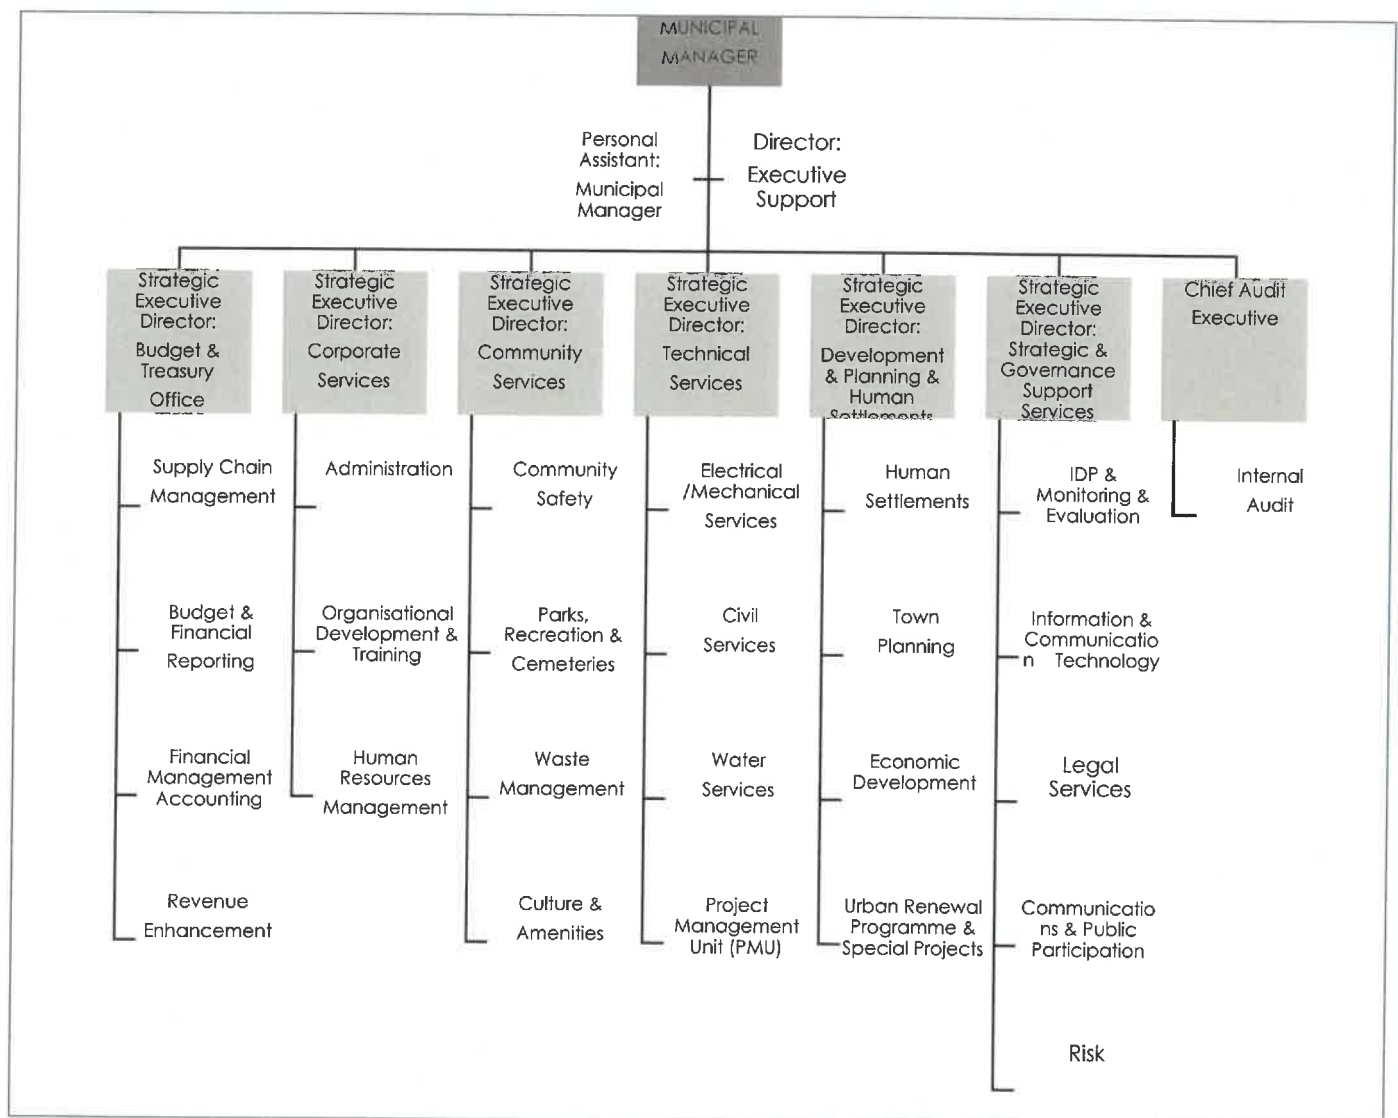 MUNICIPAL
MANAGER
Personal
Assistant:
Municipal
Manager
Director:
Executive
Support
Strategic
Executive
Director:
Budget &
Treasury
Office
Strategic
Executive
Director:
Corporate
Services
Strategic
Executive
Director:
Community
Services
Strategic
Executive
Director:
Technical
Services
Strategic
Executive
Director:
Development
& Planning &
Human
Settlements
Strategic
Executive
Director:
Strategic &
Governance
Support
Services
Chief Audit
Executive
Supply Chain
Management
Administration
Community
Safety
Electrical
/Mechanical
Services
Human
Settlements
IDP &
Monitoring &
Evaluation
Internal
Audit
Budget &
Financial
Reporting
Organisational
Development &
Training
Parks,
Recreation &
Cemeteries
Civil
Services
Town
Planning
Information &
Communicatio
n Technology
Financial
Management
Accounting
Human
Resources
Management
Waste
Management
Water
Services
Economic
Development
Legal
Services
Revenue
Enhancement
Culture &
Amenities
Project
Management
Unit (PMU)
Urban Renewal
Programme &
Special Projects
Communicatio
ns & Public
Participation
Risk